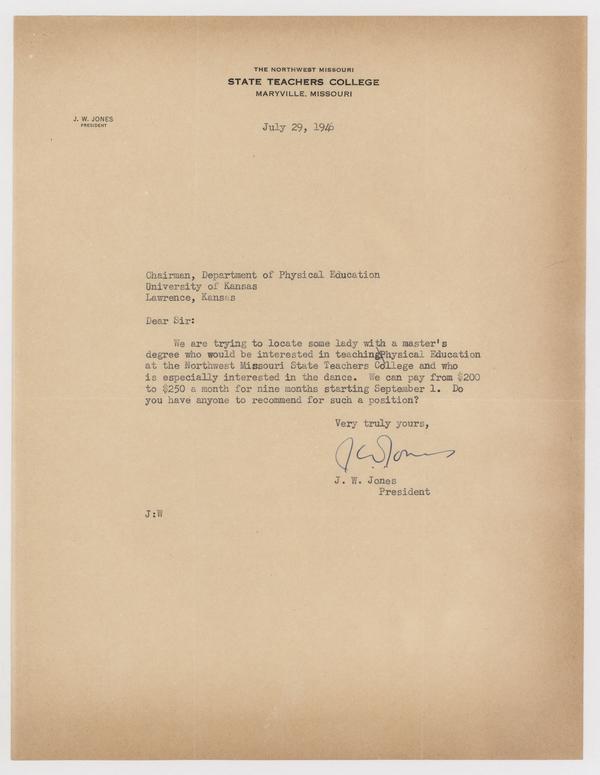 THE NORTHWEST MISSOURI
STATE TEACHERS COLLEGE
MARYVILLE, MISSOURI
J. W. JONES
PRESIDENT
July 29, 1946
Chairman, Department of Physical Education
University of Kansas
Lawrence, Kansas
Dear Sir:
We are trying to locate some lady with a master's
degree who would be interested in teaching Physical Education
at the Northwest Missouri State Teachers College and who
is especially interested in the dance. We can pay from $200
to $250 a month for nine months starting September 1. Do
you have anyone to recommend for such a position?
Very truly yours,
J W Jones
J. W. Jones
President
J:W